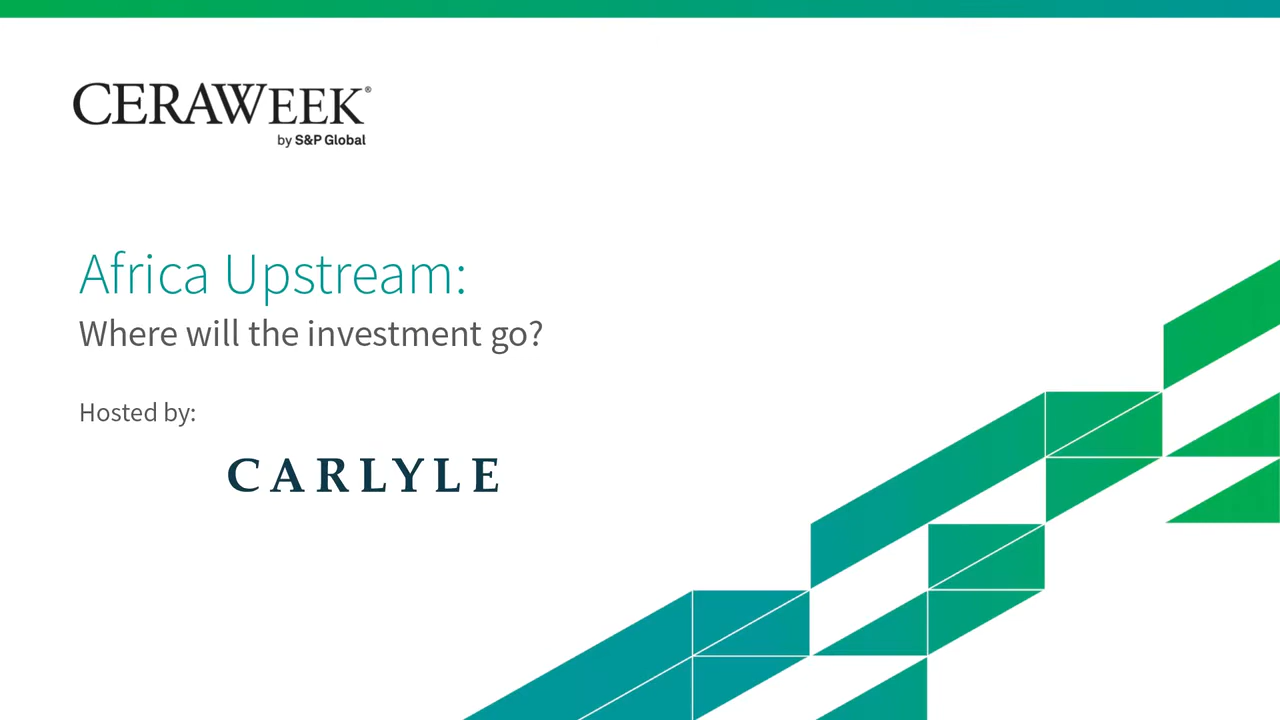 CERAWEEK®
by S&P Global
Africa Upstream:
Where will the investment go?
Hosted by:
CARLYLE